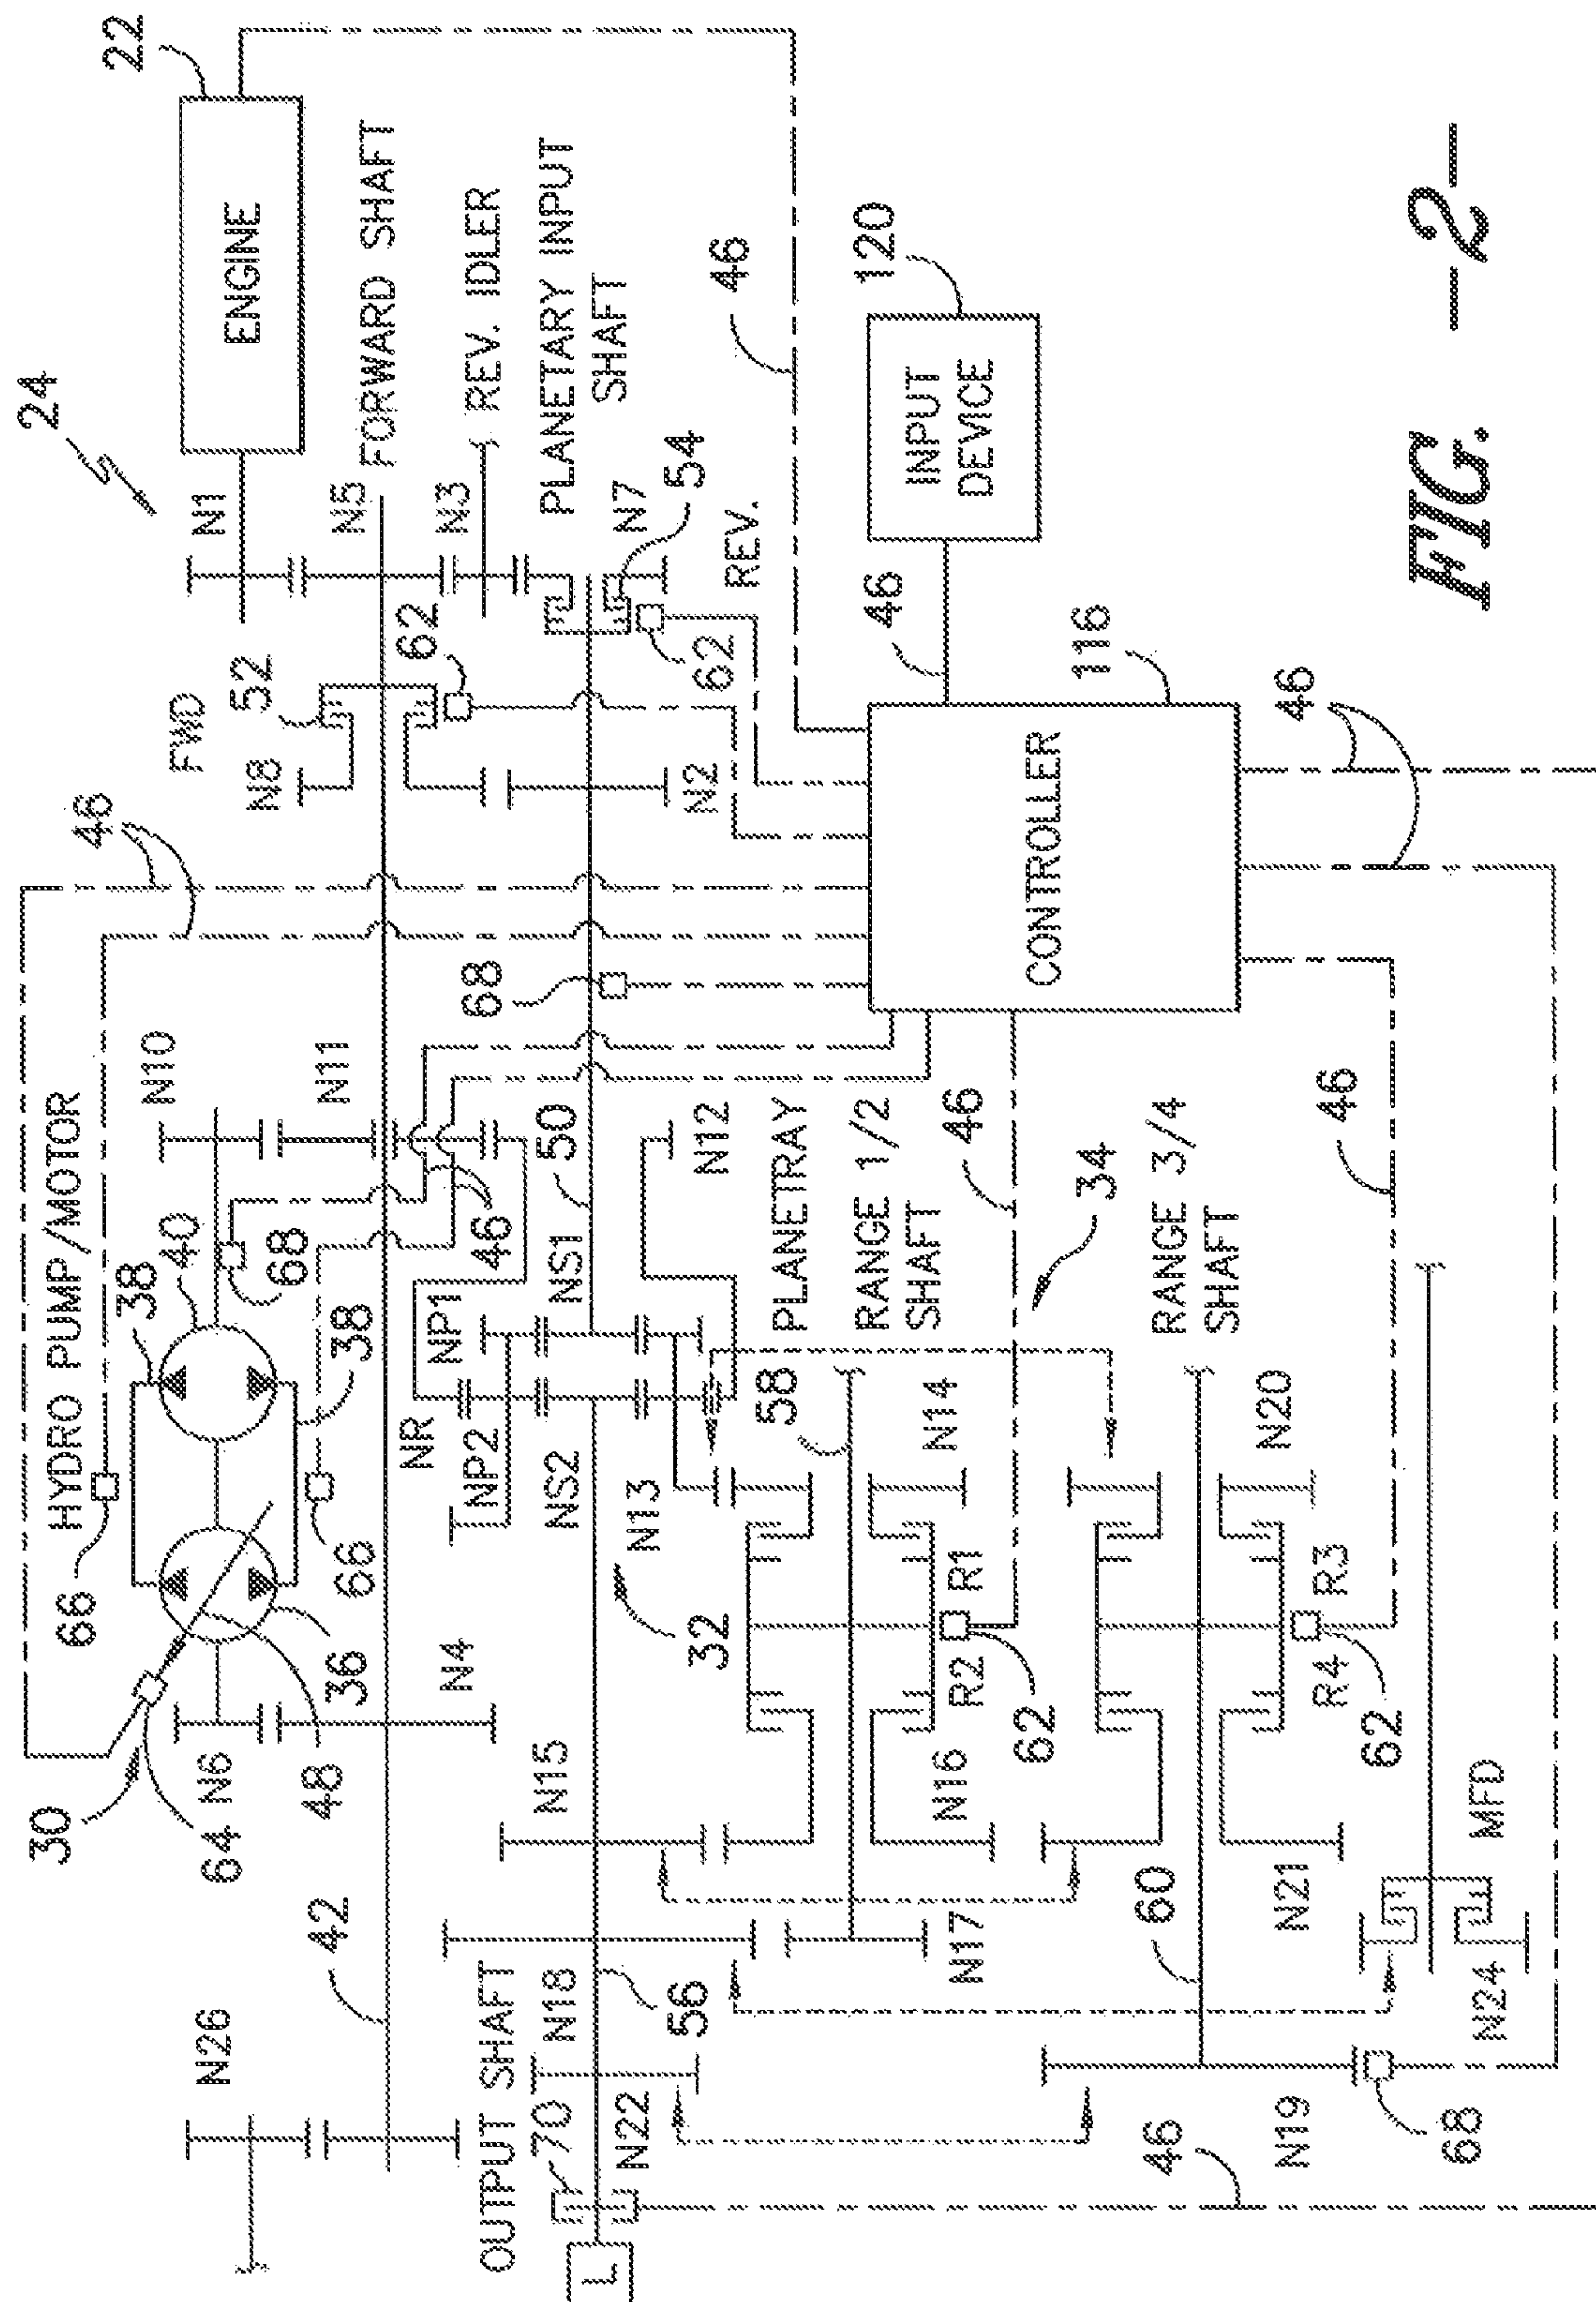 24
22
ENGINE
N1
N5
FORWARD SHAFT
N3
REV. IDLER
PLANETARY INPUT
SHAFT
N7
54
REV.
62
62
FWD
52
N8
N2
46
46
120
INPUT
DEVICE
46
116
CONTROLLER
46
68
HYDRO PUMP/MOTOR
N10
N11
40
38
68
38
46
50
N12
NP1
NS1
NR
NP2
NS2
N13
32
66
66
36
30
64
N6
48
N4
PLANETRAY
RANGE 1/2
SHAFT
46
34
RANGE 3/4
SHAFT
46
58
N14
N20
R1
R2
62
R3
R4
62
N15
N16
N17
N21
60
MFD
N24
42
N26
OUTPUT SHAFT
N18
56
70
N22
L
N19
68
46
FIG. -2-